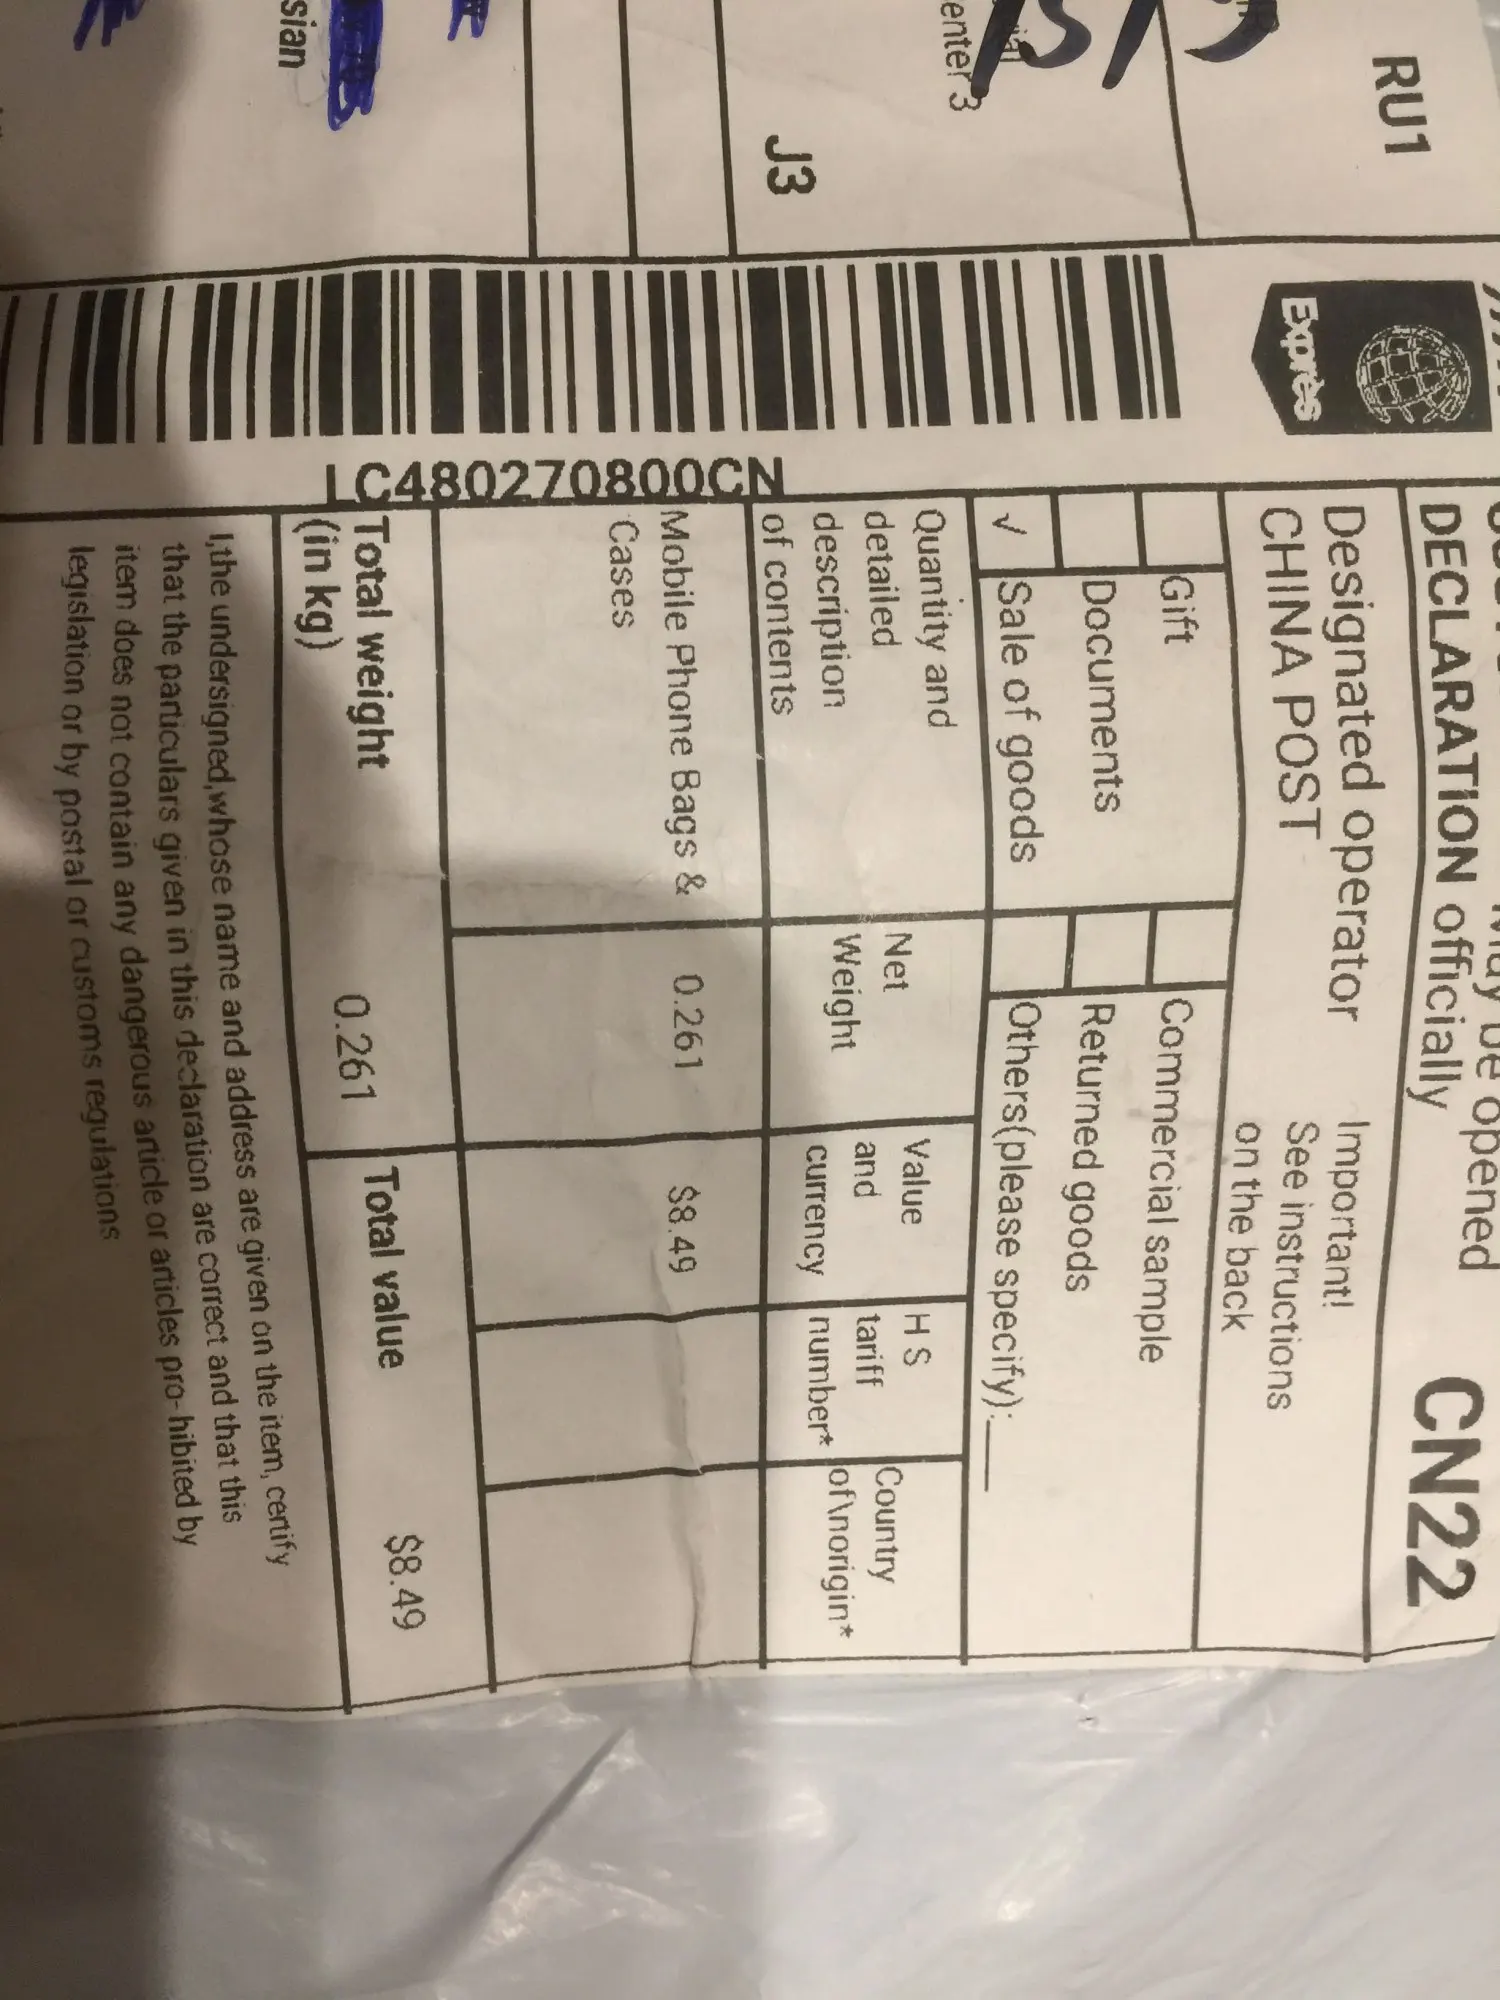 RU1
enter 3
J3
sian
Exprès
LC480270800CN
DECLARATION officially
May be opened
CN22
Designated operator
CHINA POST
Important!
See instructions
on the back
Gift
Commercial sample
Documents
Returned goods
√ Sale of goods
Others(please specify):___
Quantity and
detailed
description
of contents
Net
Weight
Value
and
currency
H S
tariff
number*
Country
of\norigin*
Mobile Phone Bags &
Cases
0.261
$8.49
Total weight
(in kg)
0.261
Total value
$8.49
I,the undersigned,whose name and address are given on the item, certify
that the particulars given in this declaration are correct and that this
item does not contain any dangerous article or articles pro- hibited by
legislation or by postal or customs regulations